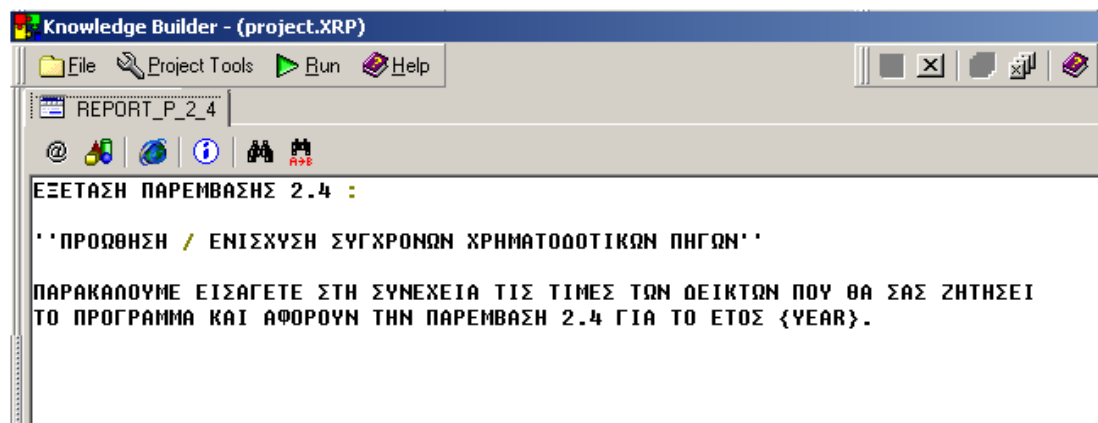 Knowledge Builder - (project.XRP)
File Project Tools Run Help
REPORT_P_2_4
@ A→B
ΕΞΕΤΑΣΗ ΠΑΡΕΜΒΑΣΗΣ 2.4 :
''ΠΡΟΩΘΗΣΗ / ΕΝΙΣΧΥΣΗ ΣΥΓΧΡΟΝΩΝ ΧΡΗΜΑΤΟΔΟΤΙΚΩΝ ΠΗΓΩΝ''
ΠΑΡΑΚΑΛΟΥΜΕ ΕΙΣΑΓΕΤΕ ΣΤΗ ΣΥΝΕΧΕΙΑ ΤΙΣ ΤΙΜΕΣ ΤΩΝ ΔΕΙΚΤΩΝ ΠΟΥ ΘΑ ΣΑΣ ΖΗΤΗΣΕΙ
ΤΟ ΠΡΟΓΡΑΜΜΑ ΚΑΙ ΑΦΟΡΟΥΝ ΤΗΝ ΠΑΡΕΜΒΑΣΗ 2.4 ΓΙΑ ΤΟ ΕΤΟΣ {YEAR}.